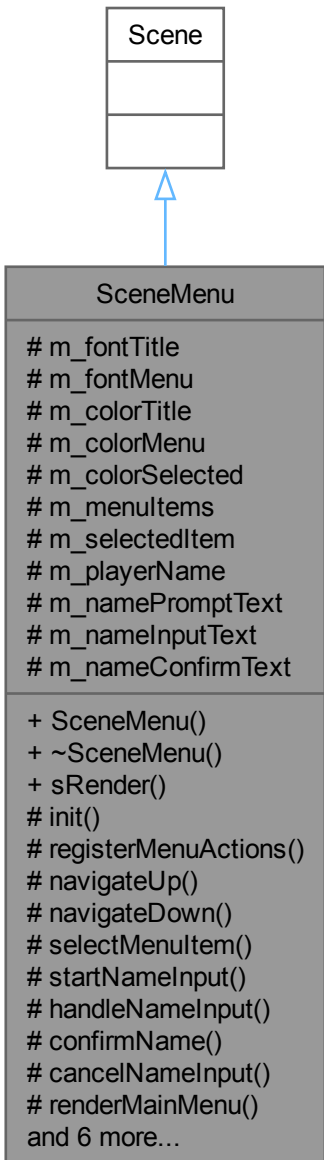 Scene
SceneMenu
# m_fontTitle
# m_fontMenu
# m_colorTitle
# m_colorMenu
# m_colorSelected
# m_menuItems
# m_selectedItem
# m_playerName
# m_namePromptText
# m_nameInputText
# m_nameConfirmText
+ SceneMenu()
+ ~SceneMenu()
+ sRender()
# init()
# registerMenuActions()
# navigateUp()
# navigateDown()
# selectMenuItem()
# startNameInput()
# handleNameInput()
# confirmName()
# cancelNameInput()
# renderMainMenu()
and 6 more...